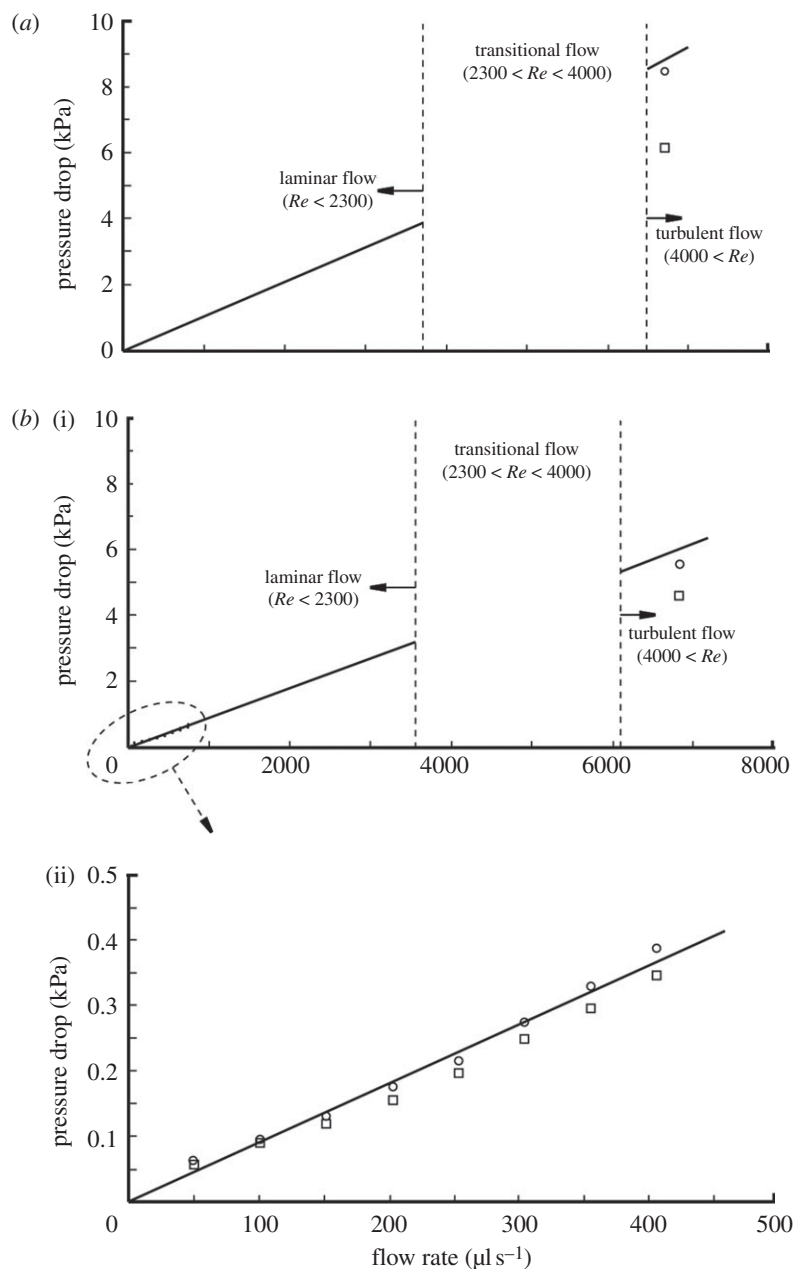 (a)
10
8
6
4
2
0
pressure drop (kPa)
transitional flow
(2300 < Re < 4000)
laminar flow
(Re < 2300)
turbulent flow
(4000 < Re)
(b) (i)
10
8
6
4
2
0
pressure drop (kPa)
transitional flow
(2300 < Re < 4000)
laminar flow
(Re < 2300)
turbulent flow
(4000 < Re)
2000 4000 6000 8000
(ii)
0.5
0.4
0.3
0.2
0.1
pressure drop (kPa)
0 100 200 300 400 500
flow rate (µl s⁻¹)